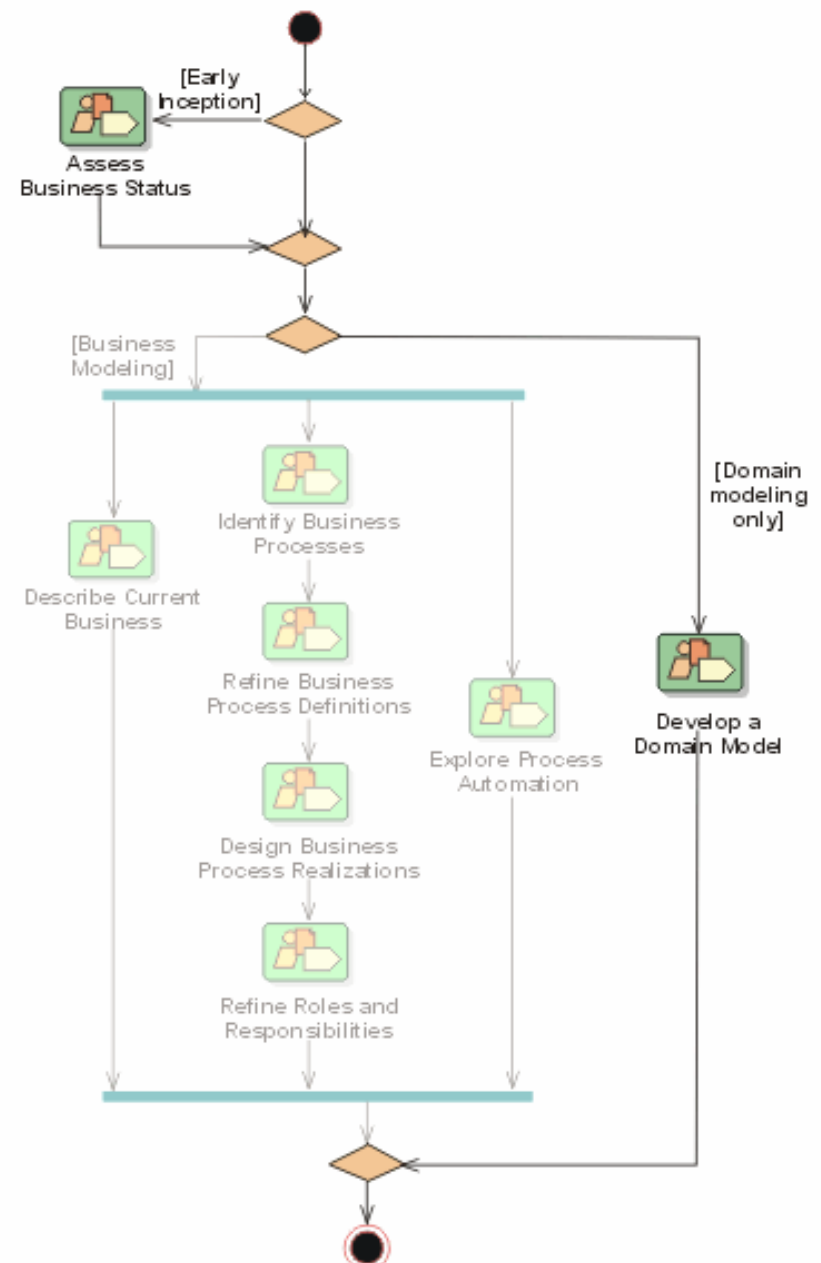 [Early
Inception]
Assess
Business Status
[Business
Modeling]
[Domain
modeling
only]
Identify Business
Processes
Describe Current
Business
Refine Business
Process Definitions
Develop a
Domain Model
Explore Process
Automation
Design Business
Process Realizations
Refine Roles and
Responsibilities